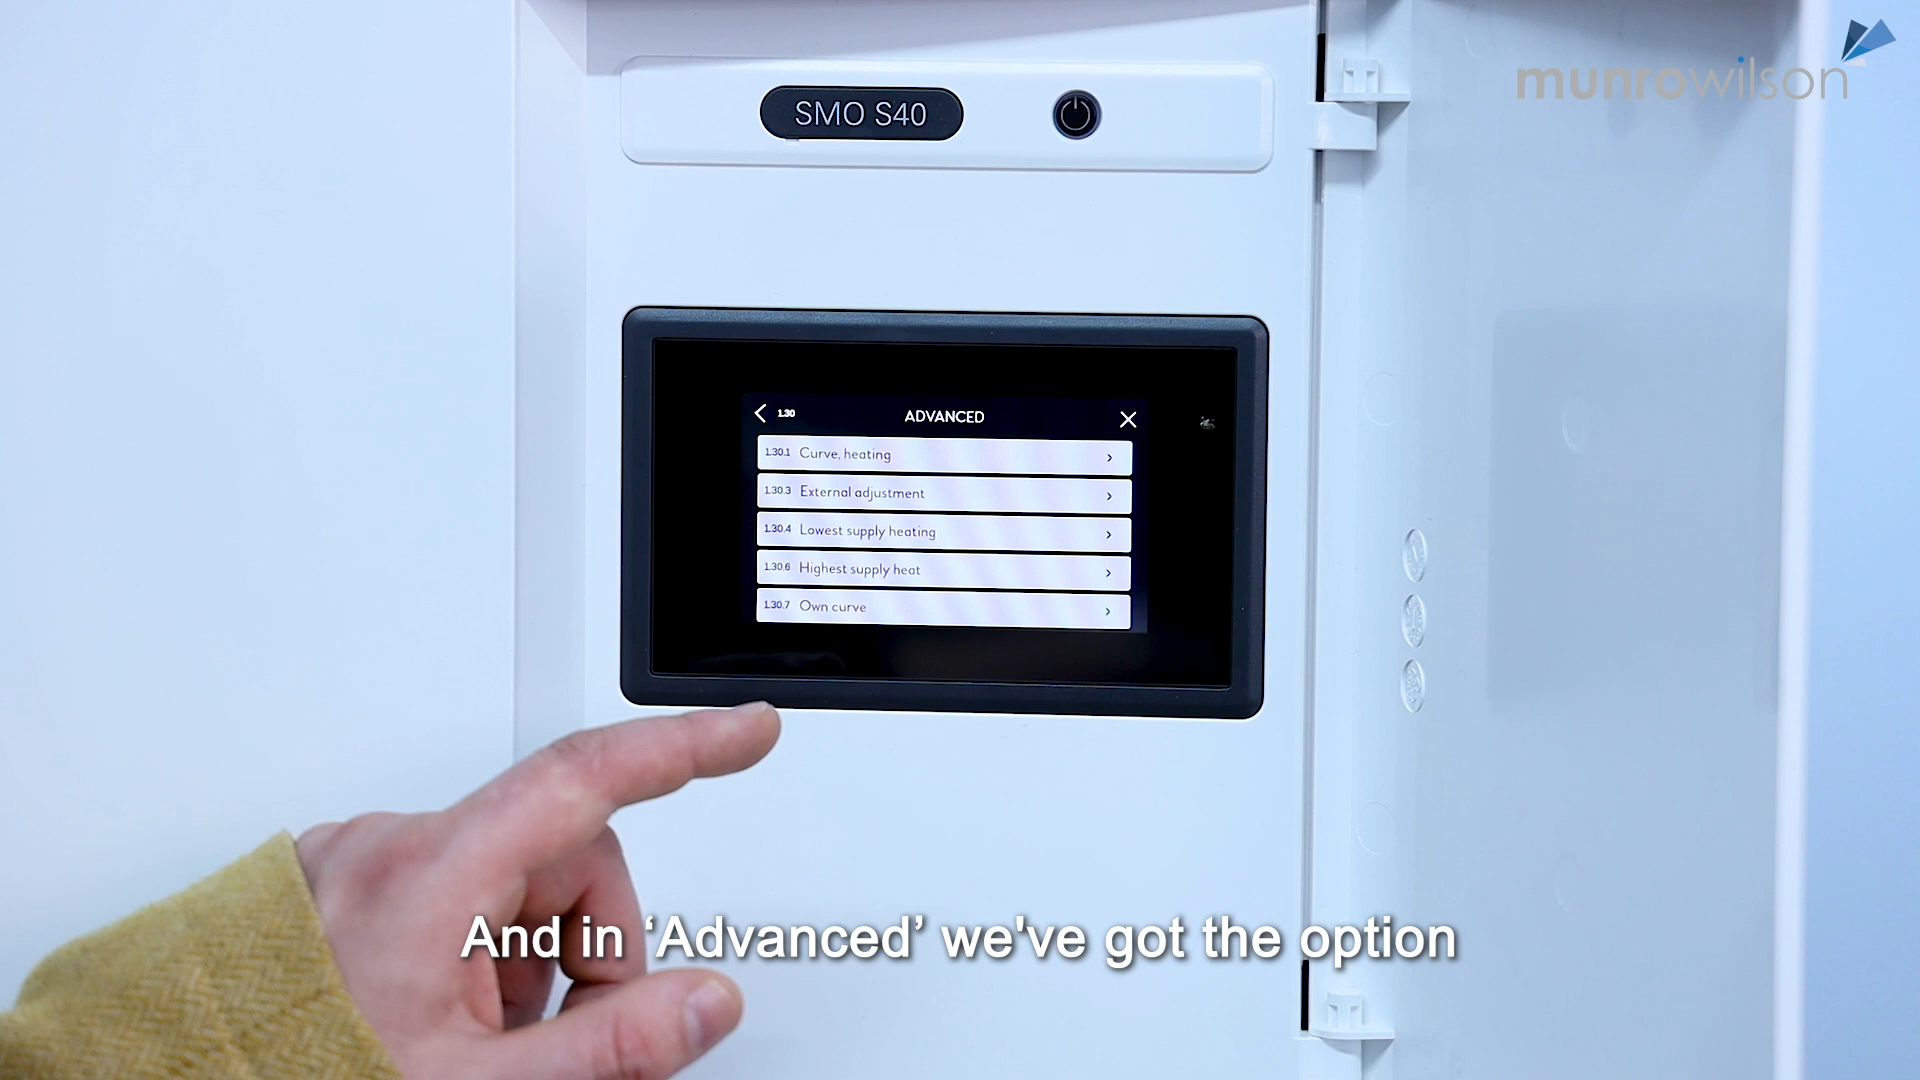 munrowilson
SMO S40
1.30 ADVANCED
1.30.1 Curve, heating
1.30.3 External adjustment
1.30.4 Lowest supply heating
1.30.6 Highest supply heat
1.30.7 Own curve
And in ‘Advanced’ we've got the option